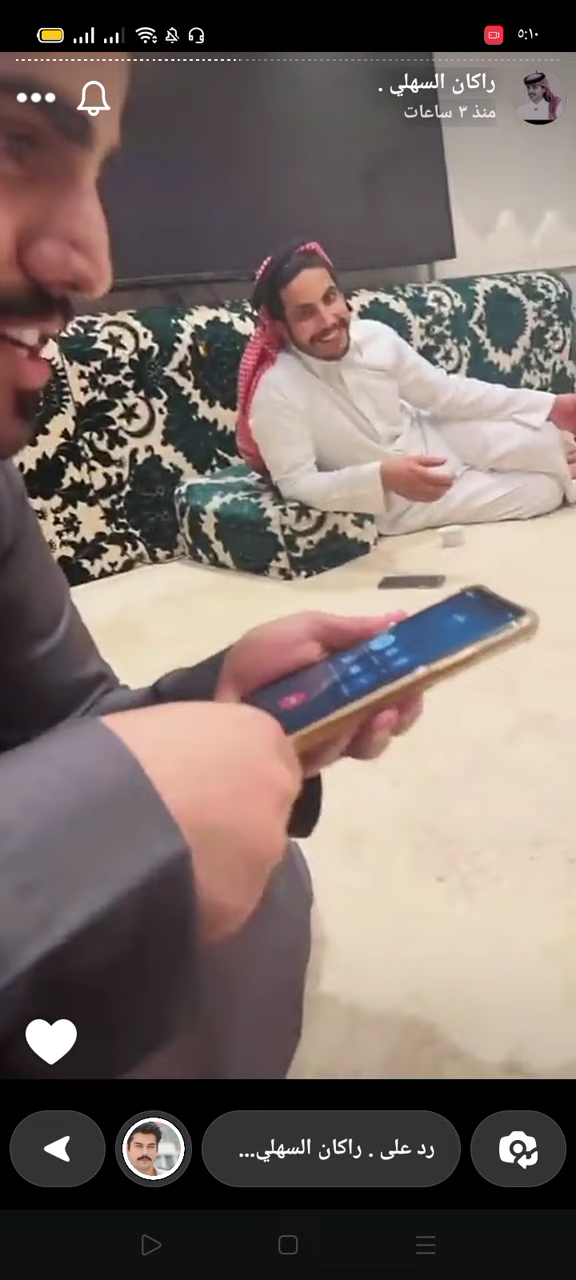 ٥:١٠
راكان السهلي .
منذ ٣ ساعات
رد على . راكان السهلي...